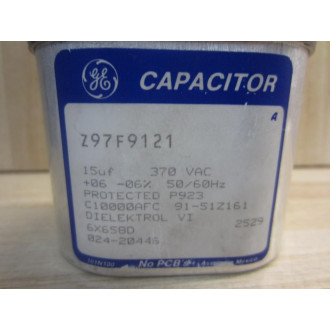 GE CAPACITOR
A
Z97F9121
15uf 370 VAC
+06 -06% 50/60Hz
PROTECTED P923
C10000AFC 91-51Z161
DIELEKTROL VI
2529
6X658D
024-20446
No PCB's
Mexico